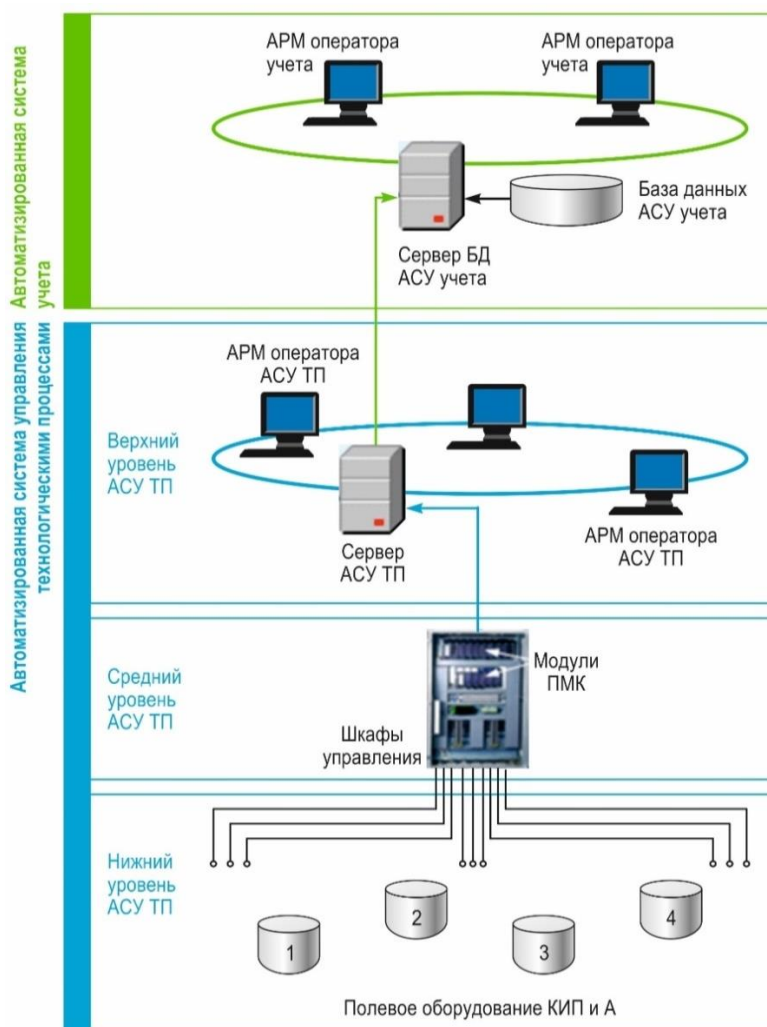 Автоматизированная система
учета
АРМ оператора
учета
АРМ оператора
учета
База данных
АСУ учета
Сервер БД
АСУ учета
Автоматизированная система управления
технологическими процессами
АРМ оператора
АСУ ТП
Верхний
уровень
АСУ ТП
Сервер
АСУ ТП
АРМ оператора
АСУ ТП
Средний
уровень
АСУ ТП
Модули
ПМК
Шкафы
управления
Нижний
уровень
АСУ ТП
1
2
3
4
Полевое оборудование КИП и А